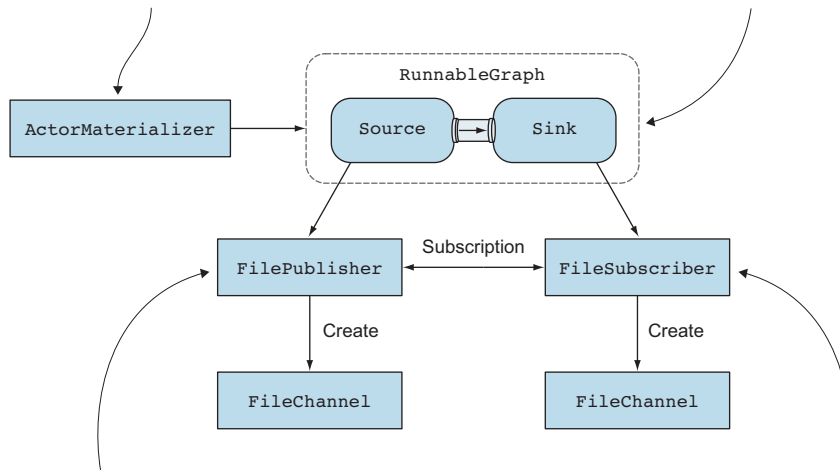 RunnableGraph
ActorMaterializer
Source
Sink
Subscription
FilePublisher
FileSubscriber
Create
Create
FileChannel
FileChannel